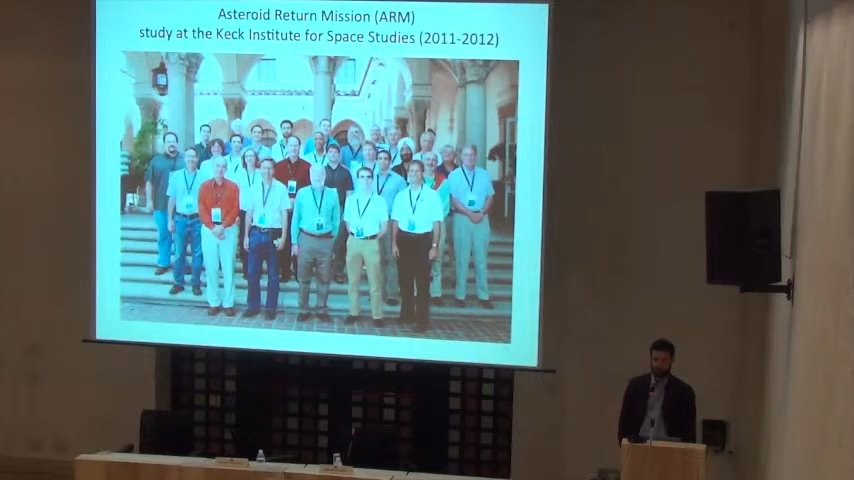 Asteroid Return Mission (ARM)
study at the Keck Institute for Space Studies (2011-2012)